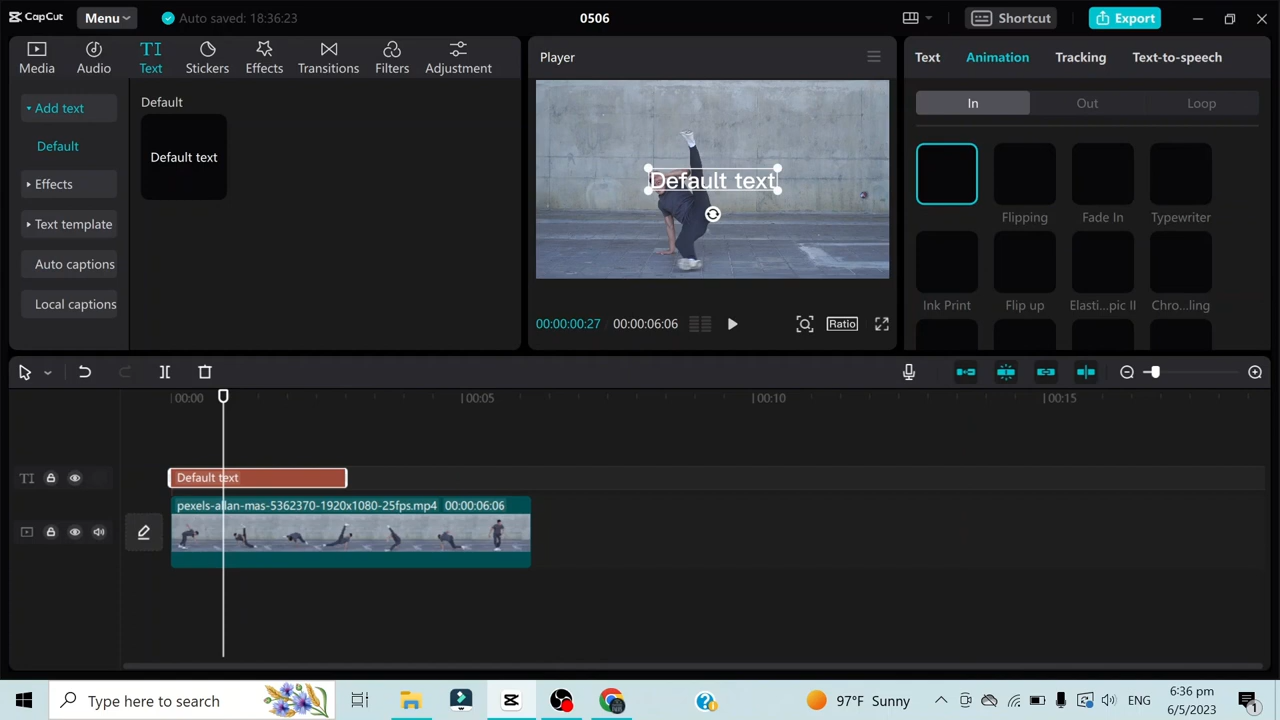 CapCut
Menu
Auto saved: 18:36:23
0506
Shortcut
Export
Media
Audio
TI
Text
Stickers
Effects
Transitions
Filters
Adjustment
Add text
Default
Effects
Text template
Auto captions
Local captions
Default
Default text
Player
Default text
00:00:00:27
00:00:06:06
Ratio
Text
Animation
Tracking
Text-to-speech
In
Out
Loop
Flipping
Fade In
Typewriter
Ink Print
Flip up
Elasti...pic II
Chro...ling
00:00
00:05
00:10
00:15
TI
Default text
pexels-allan-mas-5362370-1920x1080-25fps.mp4 00:00:06:06
Type here to search
97°F Sunny
ENG
6:36 pm
6/5/2023
1